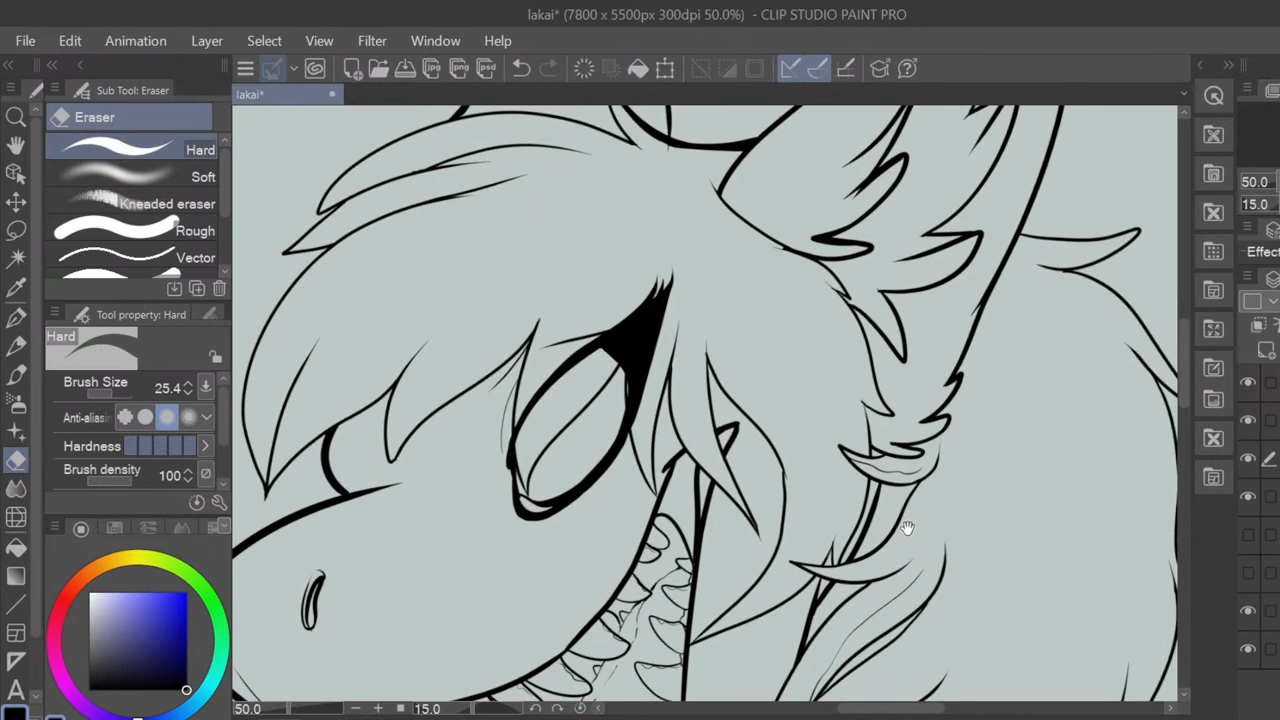 lakai* (7800 x 5500px 300dpi 50.0%) - CLIP STUDIO PAINT PRO
File Edit Animation Layer Select View Filter Window Help
Sub Tool: Eraser
lakai*
Eraser
Hard
Soft
Kneaded eraser
Rough
Vector
Tool property: Hard
Hard
Brush Size 25.4
Anti-aliasin
Hardness
Brush density 100
50.0
15.0
Effect
50.0
15.0